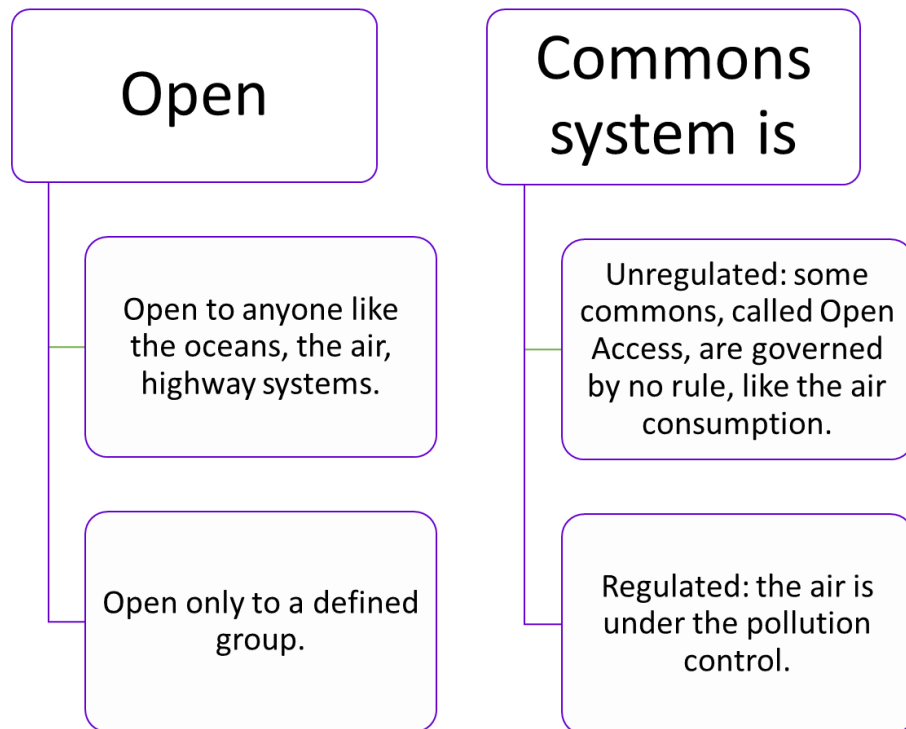 Open
Open to anyone like
the oceans, the air,
highway systems.
Open only to a defined
group.
Commons
system is
Unregulated: some
commons, called Open
Access, are governed
by no rule, like the air
consumption.
Regulated: the air is
under the pollution
control.